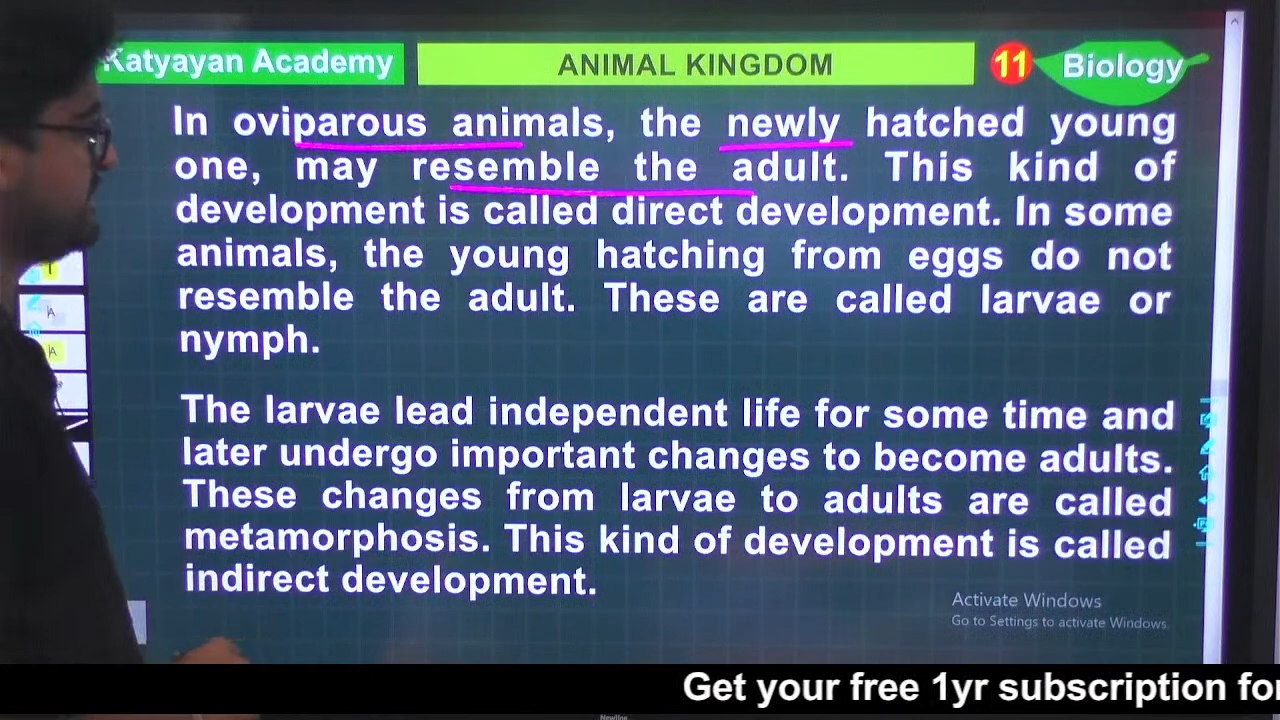 Katyayan Academy
ANIMAL KINGDOM
11 Biology
In oviparous animals, the newly hatched young
one, may resemble the adult. This kind of
development is called direct development. In some
animals, the young hatching from eggs do not
resemble the adult. These are called larvae or
nymph.
The larvae lead independent life for some time and
later undergo important changes to become adults.
These changes from larvae to adults are called
metamorphosis. This kind of development is called
indirect development.
Activate Windows
Go to Settings to activate Windows.
Get your free 1yr subscription for
Newline